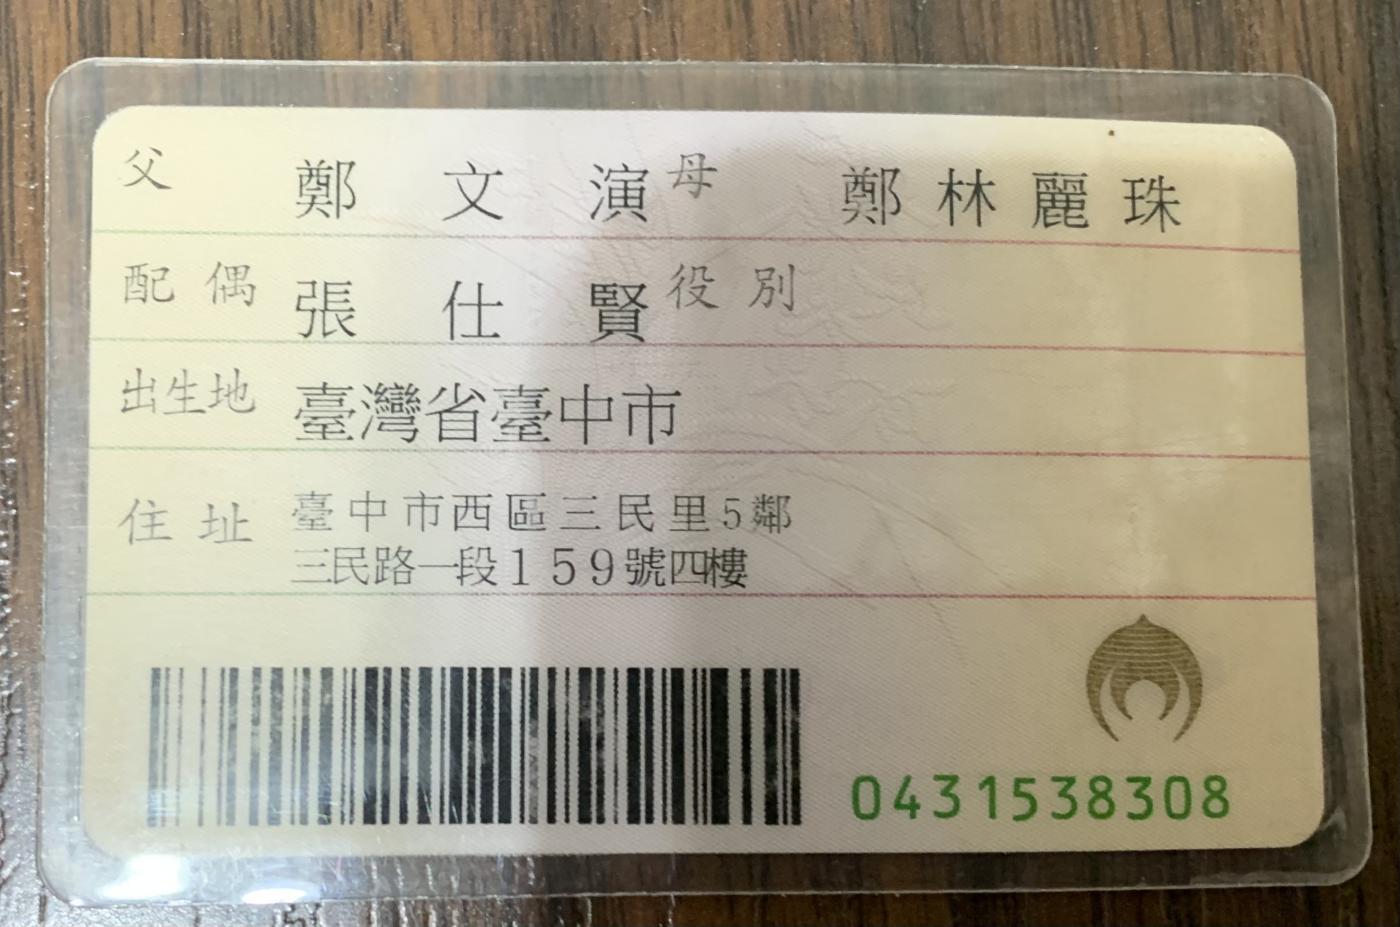 父 鄭文演 母 鄭林麗珠
配偶 張仕賢 役別
出生地 臺灣省臺中市
住址 臺中市西區三民里5鄰
三民路一段159號四樓
0431538308